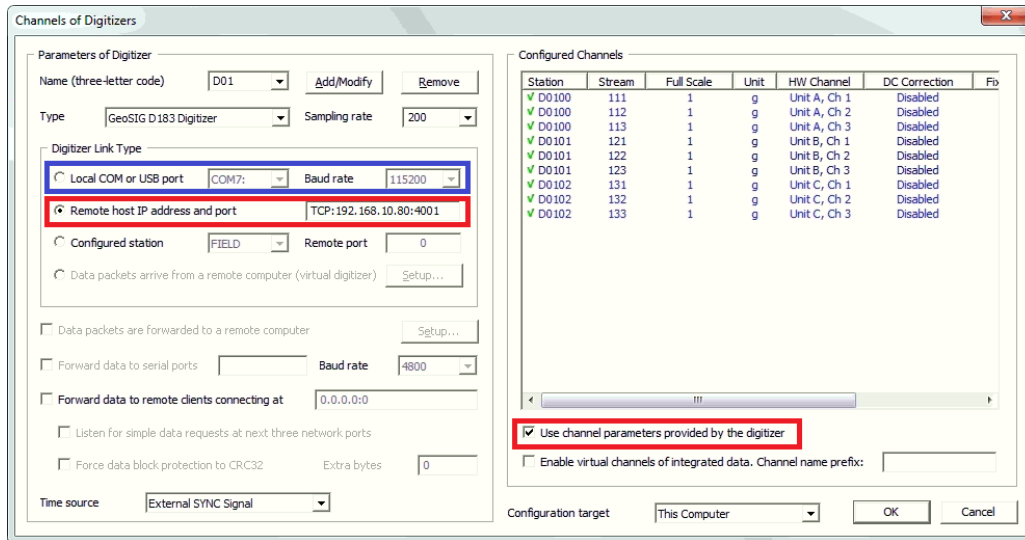 Channels of Digitizers
Parameters of Digitizer
Name (three-letter code) D01 Add/Modify Remove
Type GeoSIG D183 Digitizer Sampling rate 200
Digitizer Link Type
Local COM or USB port COM7: Baud rate 115200
Remote host IP address and port TCP:192.168.10.80:4001
Configured station FIELD Remote port 0
Data packets arrive from a remote computer (virtual digitizer) Setup...
Data packets are forwarded to a remote computer Setup...
Forward data to serial ports Baud rate 4800
Forward data to remote clients connecting at 0.0.0.0:0
Listen for simple data requests at next three network ports
Force data block protection to CRC32 Extra bytes 0
Time source External SYNC Signal
Configured Channels
Station Stream Full Scale Unit HW Channel DC Correction Fix
D0100 111 1 g Unit A, Ch 1 Disabled
D0100 112 1 g Unit A, Ch 2 Disabled
D0100 113 1 g Unit A, Ch 3 Disabled
D0101 121 1 g Unit B, Ch 1 Disabled
D0101 122 1 g Unit B, Ch 2 Disabled
D0101 123 1 g Unit B, Ch 3 Disabled
D0102 131 1 g Unit C, Ch 1 Disabled
D0102 132 1 g Unit C, Ch 2 Disabled
D0102 133 1 g Unit C, Ch 3 Disabled
Use channel parameters provided by the digitizer
Enable virtual channels of integrated data. Channel name prefix:
Configuration target This Computer OK Cancel